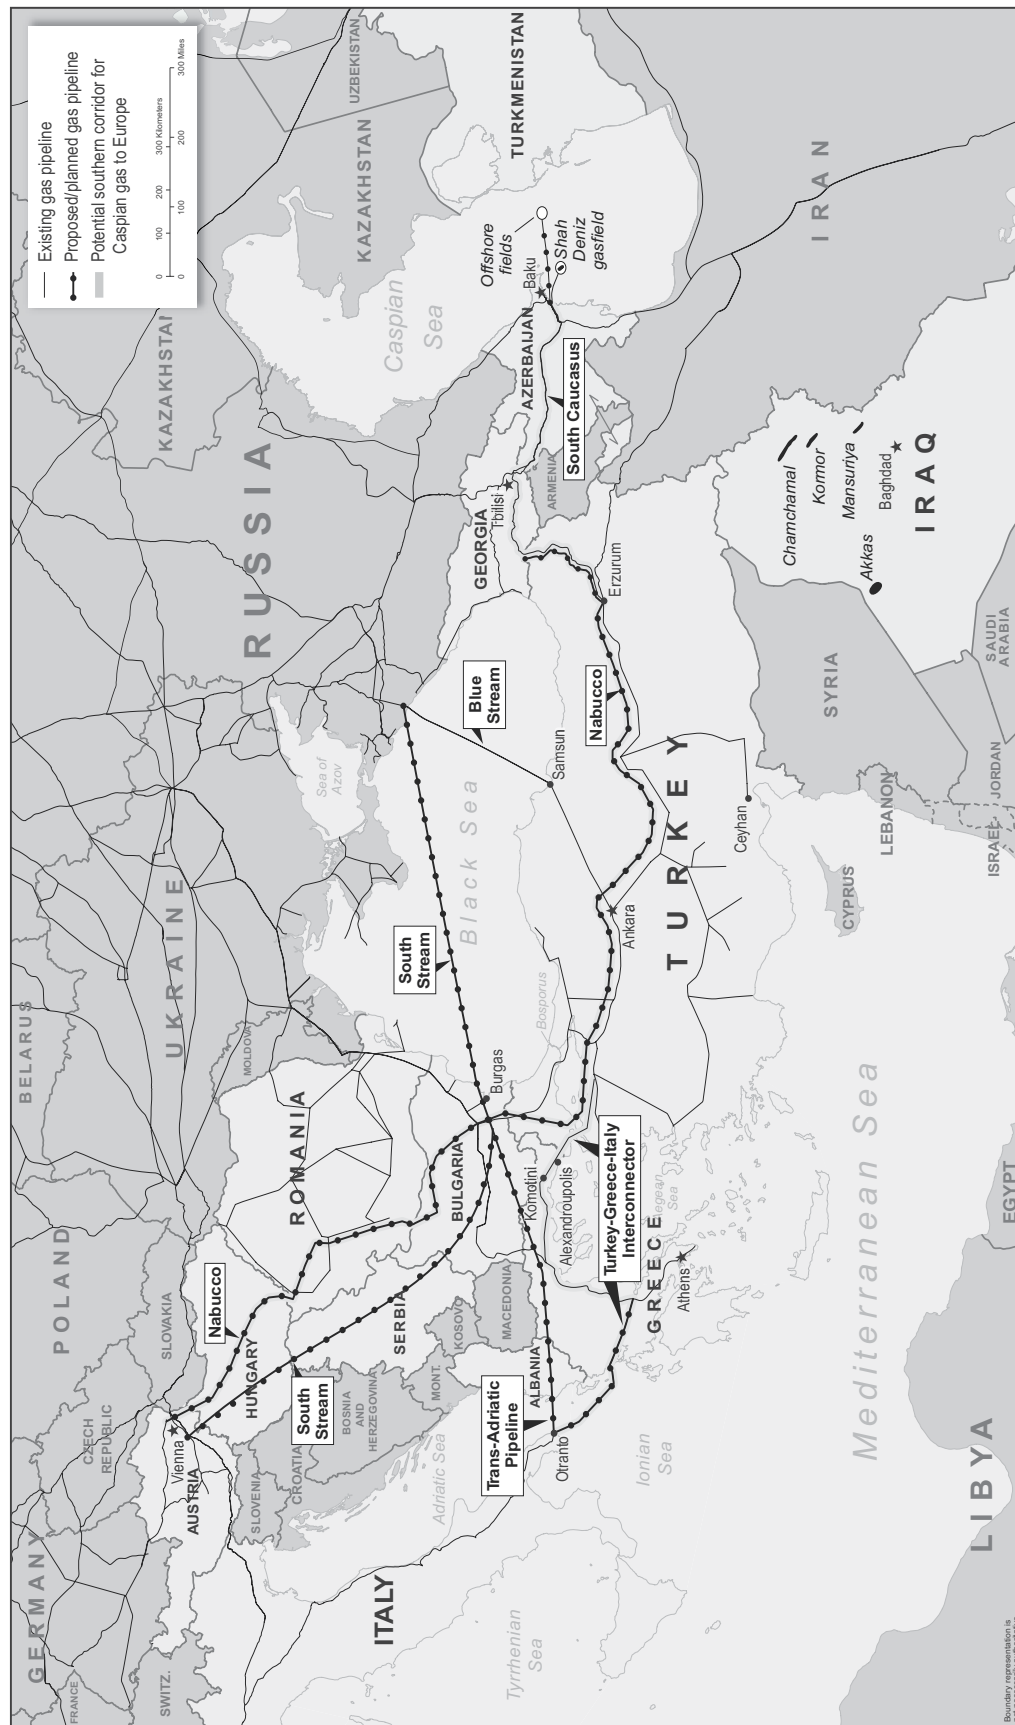 Existing gas pipeline
Proposed/planned gas pipeline
Potential southern corridor for
Caspian gas to Europe
0 100 200 300 Kilometers
0 100 200 300 Miles
GERMANY
FRANCE
SWITZ.
CZECH
REPUBLIC
POLAND
SLOVAKIA
BELARUS
UKRAINE
MOLDOVA
RUSSIA
KAZAKHSTAN
KAZAKHSTAN
UZBEKISTAN
TURKMENISTAN
Vienna
AUSTRIA
SLOVENIA
CROATIA
HUNGARY
Nabucco
South
Stream
BOSNIA
AND
HERZEGOVINA
MONT.
SERBIA
KOSOVO
MACEDONIA
ALBANIA
ROMANIA
BULGARIA
Burgas
South
Stream
Black Sea
Sea of
Azov
Blue
Stream
Samsun
GEORGIA
Tbilisi
ARMENIA
AZERBAIJAN
South Caucasus
Baku
Offshore
fields
Shah
Deniz
gasfield
Caspian
Sea
IRAN
ITALY
Adriatic Sea
Tyrrhenian
Sea
Trans-Adriatic
Pipeline
Otranto
Ionian
Sea
Komotini
Alexandroupolis
Turkey-Greece-Italy
Interconnector
Aegean
Sea
GREECE
Athens
Bosporus
Ankara
TURKEY
Nabucco
Erzurum
Ceyhan
CYPRUS
SYRIA
LEBANON
ISRAEL
JORDAN
SAUDI
ARABIA
IRAQ
Baghdad
Chamchamal
Kormor
Mansuriya
Akkas
Mediterranean Sea
LIBYA
EGYPT
Boundary representation is